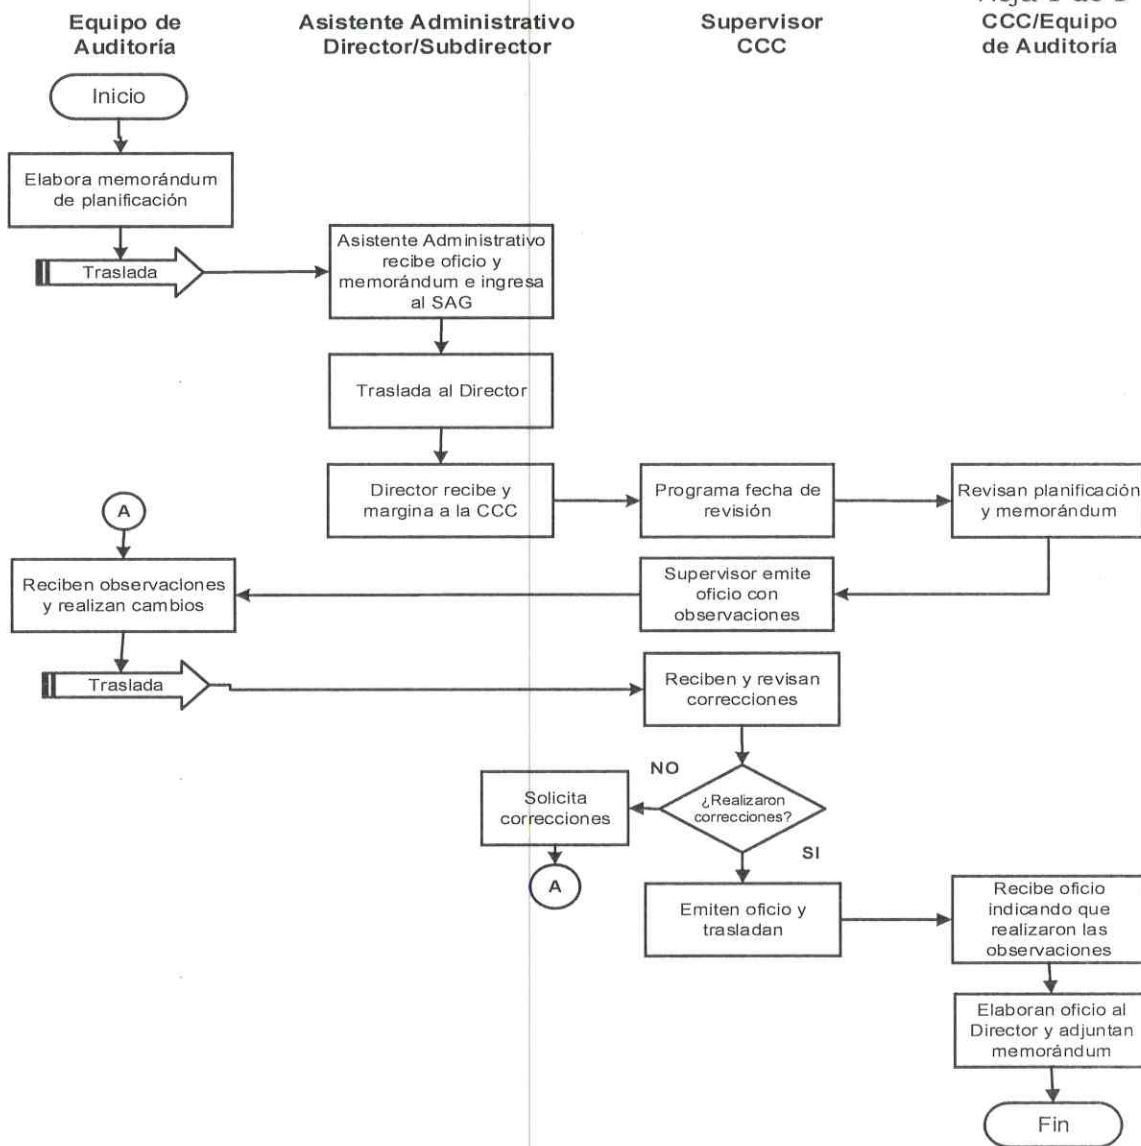 Hoja 1 de 1
Equipo de
Auditoría
Asistente Administrativo
Director/Subdirector
Supervisor
CCC
CCC/Equipo
de Auditoría
Inicio
Elabora memorándum
de planificación
Traslada
Asistente Administrativo
recibe oficio y
memorándum e ingresa
al SAG
Traslada al Director
Director recibe y
margina a la CCC
Programa fecha de
revisión
Revisan planificación
y memorándum
A
Reciben observaciones
y realizan cambios
Supervisor emite
oficio con
observaciones
Traslada
Reciben y revisan
correcciones
NO
¿Realizaron
correcciones?
Solicita
correcciones
SI
A
Emiten oficio y
trasladan
Recibe oficio
indicando que
realizaron las
observaciones
Elaboran oficio al
Director y adjuntan
memorándum
Fin